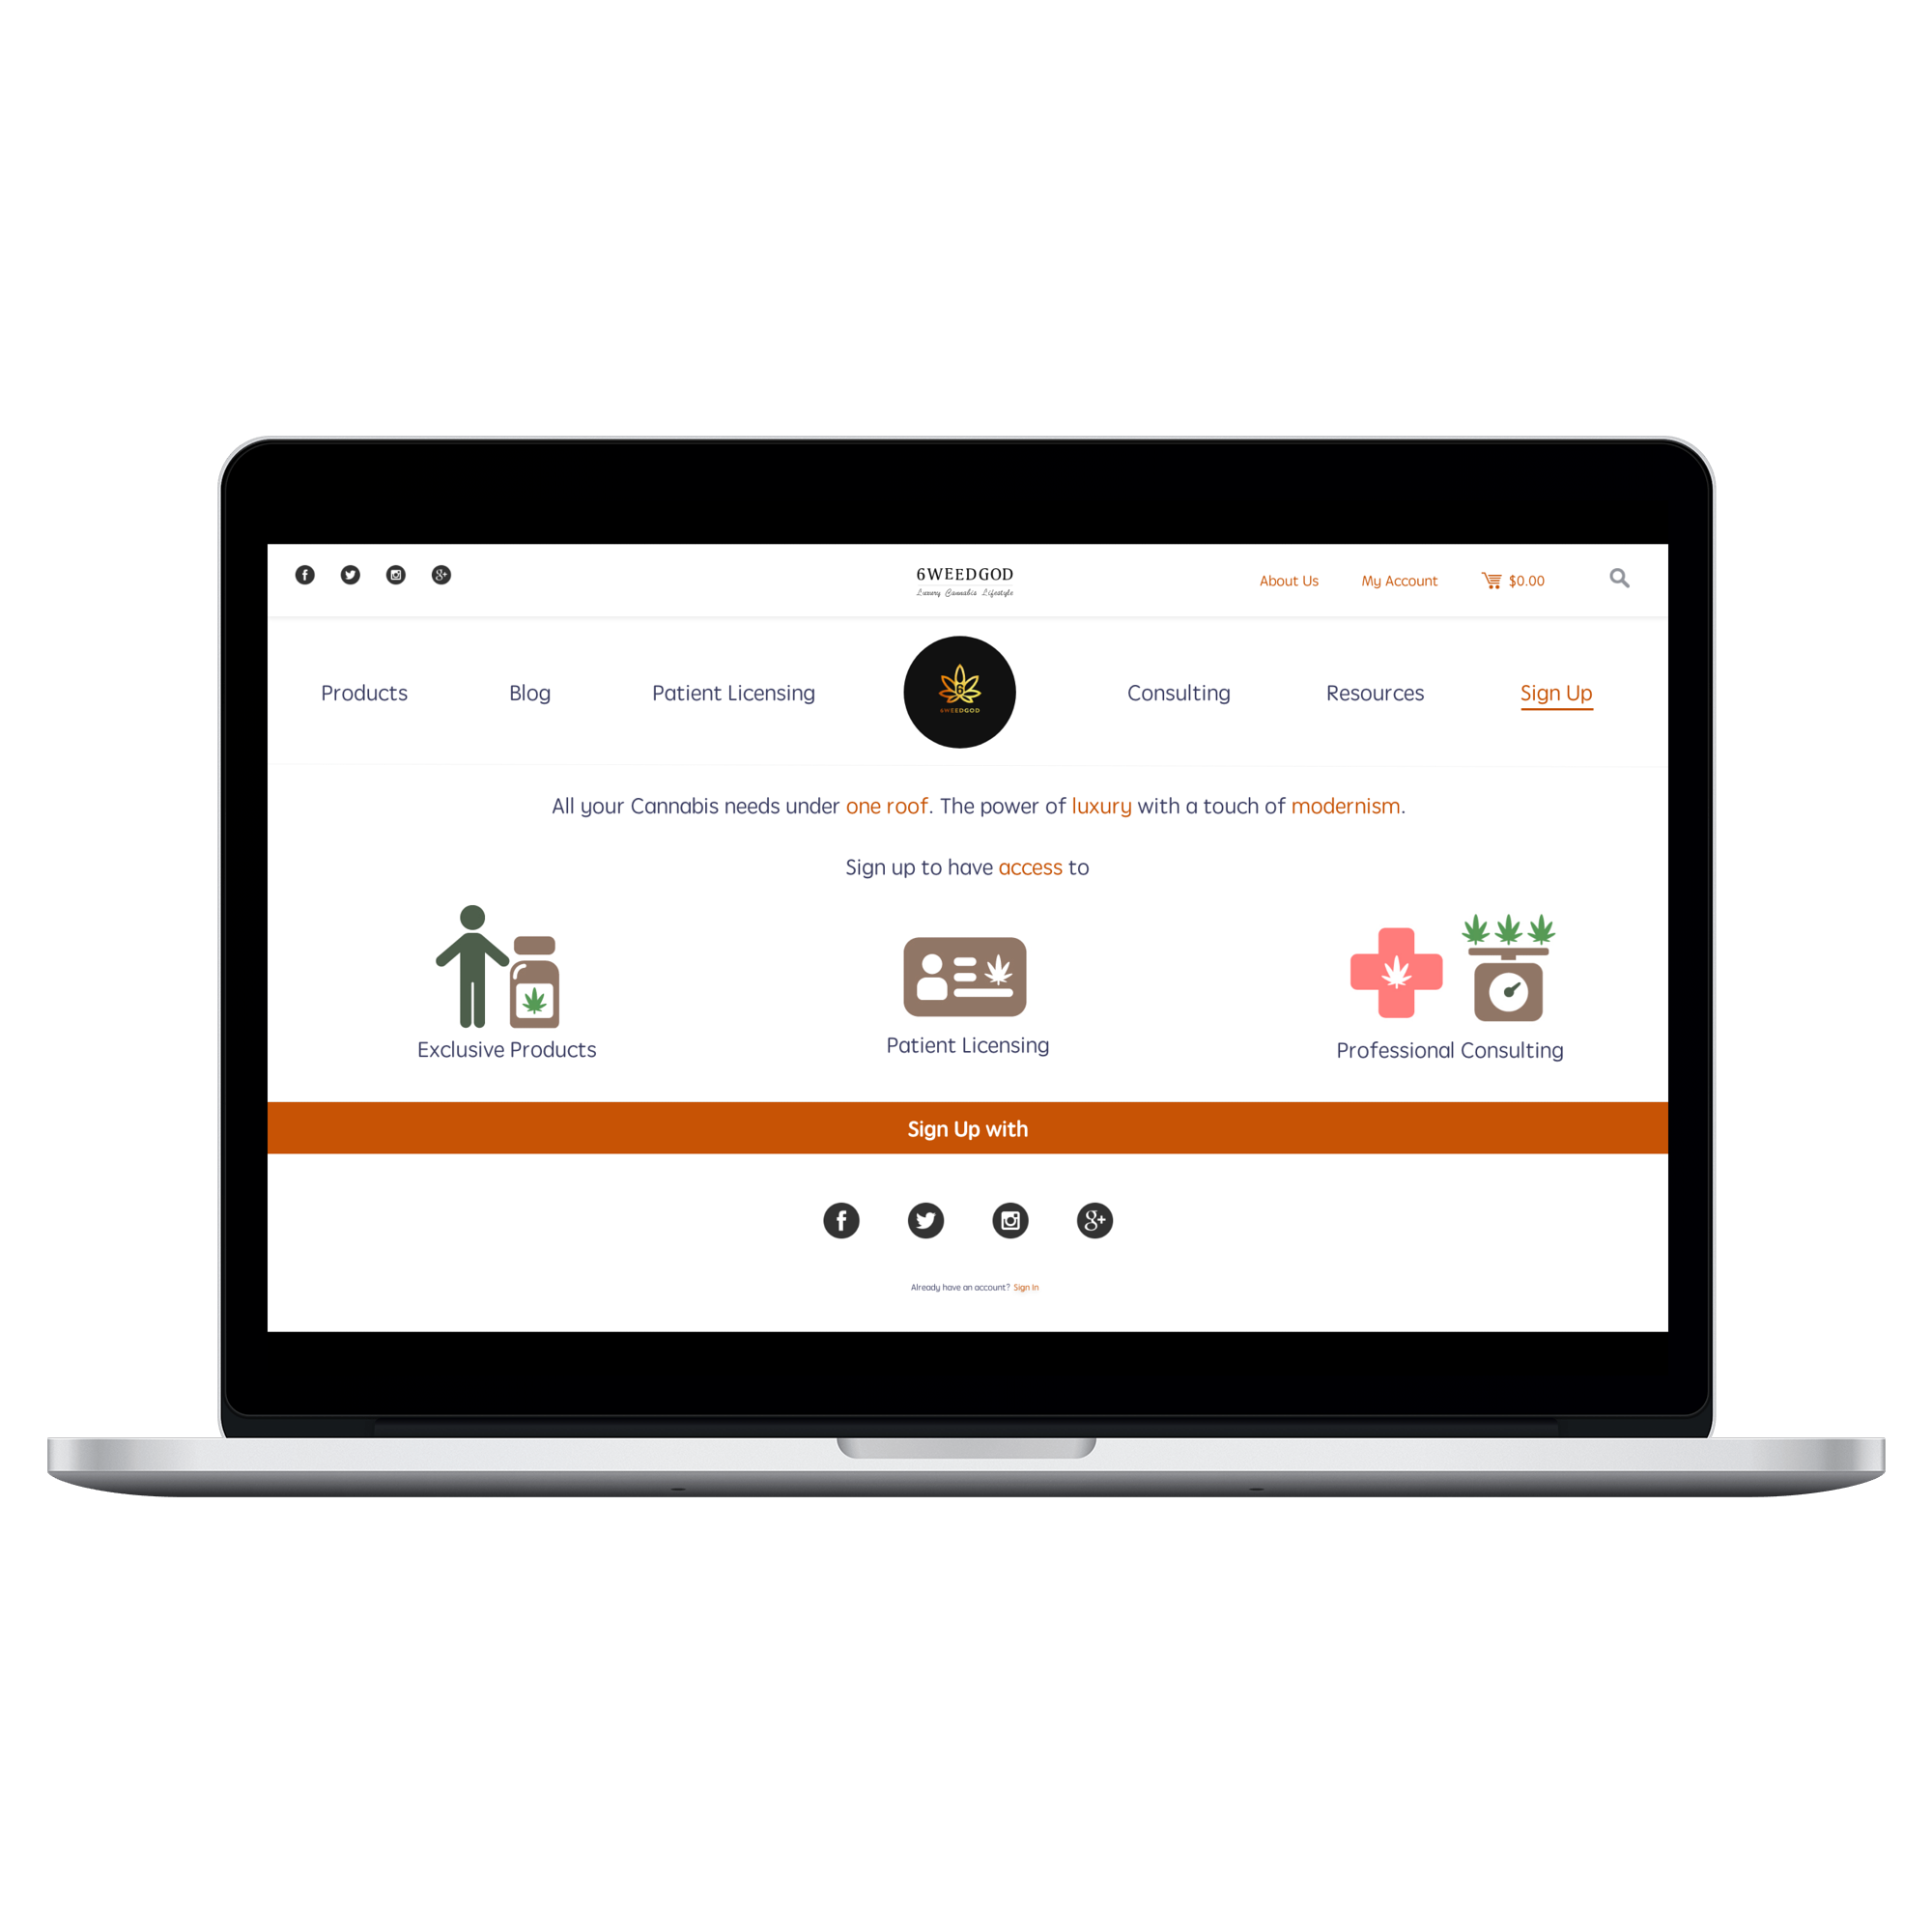 6WEEDGOD
Luxury Cannabis Lifestyle
About Us My Account $0.00
Products Blog Patient Licensing 6 Consulting Resources Sign Up
6WEEDGOD
All your Cannabis needs under one roof. The power of luxury with a touch of modernism.
Sign up to have access to
Exclusive Products Patient Licensing Professional Consulting
Sign Up with
Already have an account? Sign in